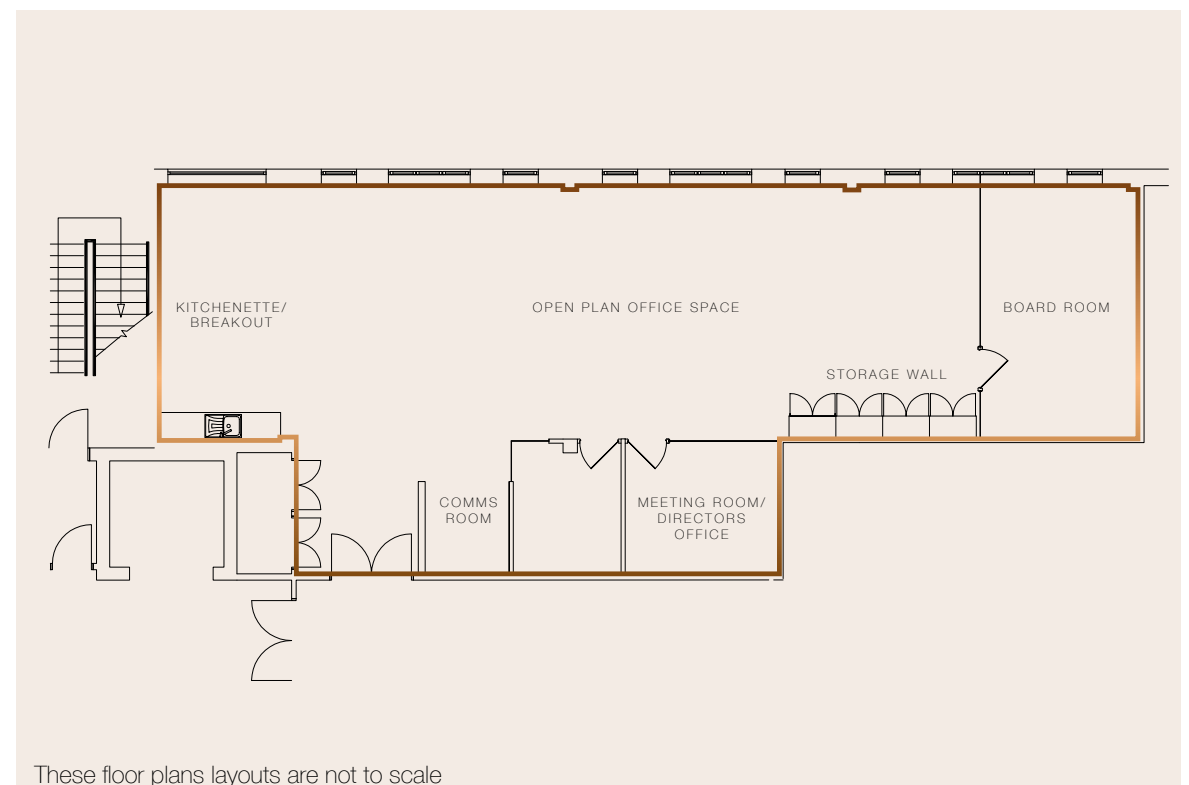 KITCHENETTE/
BREAKOUT
OPEN PLAN OFFICE SPACE
BOARD ROOM
STORAGE WALL
COMMS
ROOM
MEETING ROOM/
DIRECTORS
OFFICE
These floor plans layouts are not to scale